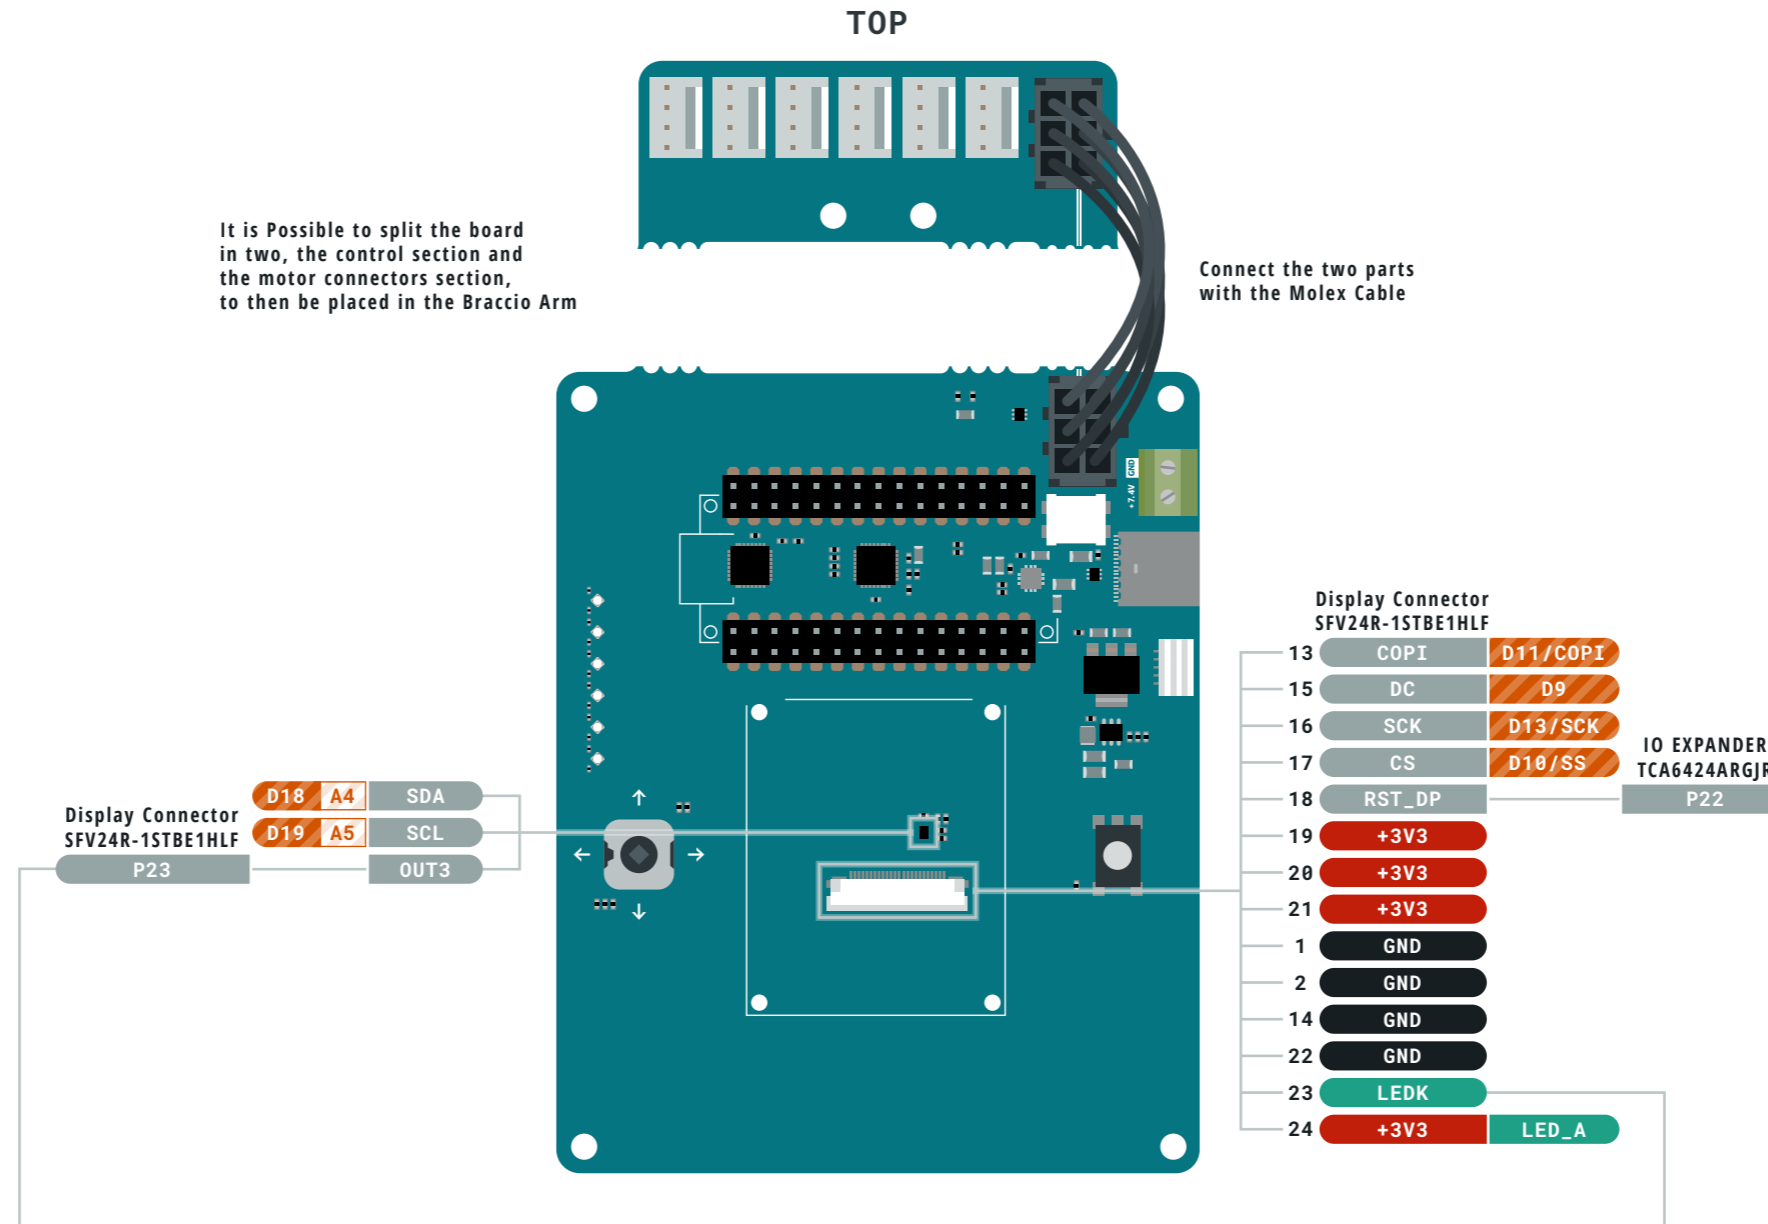 TOP
It is Possible to split the board
in two, the control section and
the motor connectors section,
to then be placed in the Braccio Arm
Connect the two parts
with the Molex Cable
GND
+7.4V
Display Connector
SFV24R-1STBE1HLF
13 COPI D11/COPI
15 DC D9
16 SCK D13/SCK
17 CS D10/SS
IO EXPANDER
TCA6424ARGJR
18 RST_DP P22
19 +3V3
20 +3V3
21 +3V3
1 GND
2 GND
14 GND
22 GND
23 LEDK
24 +3V3 LED_A
D18 A4 SDA
Display Connector
SFV24R-1STBE1HLF
D19 A5 SCL
P23 OUT3